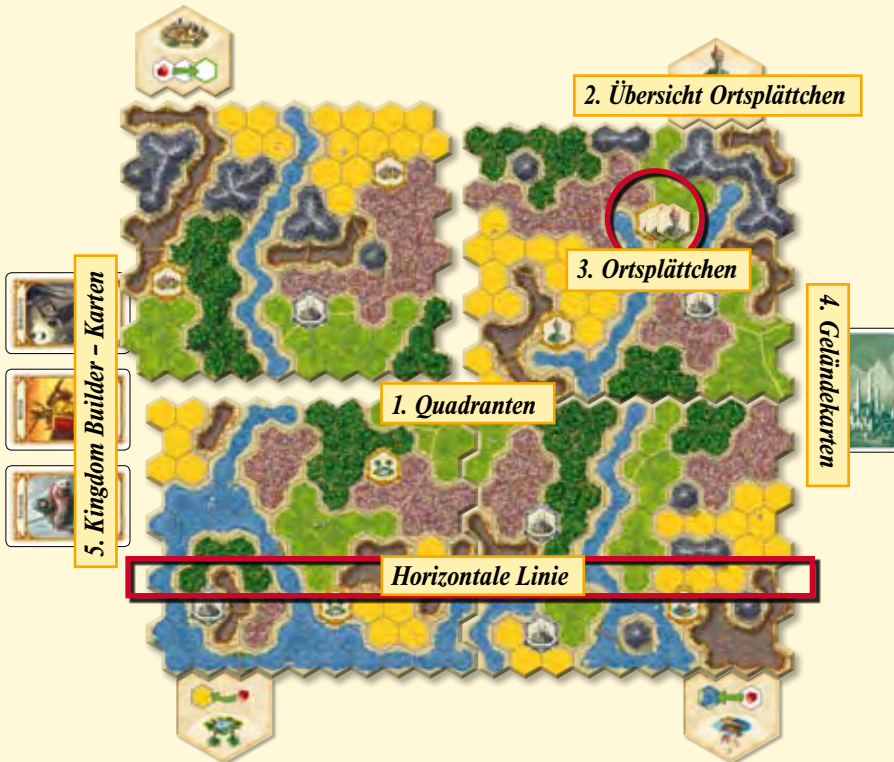 2. Übersicht Ortsplättchen
3. Ortsplättchen
4. Geländekarten
1. Quadranten
5. Kingdom Builder – Karten
Horizontale Linie